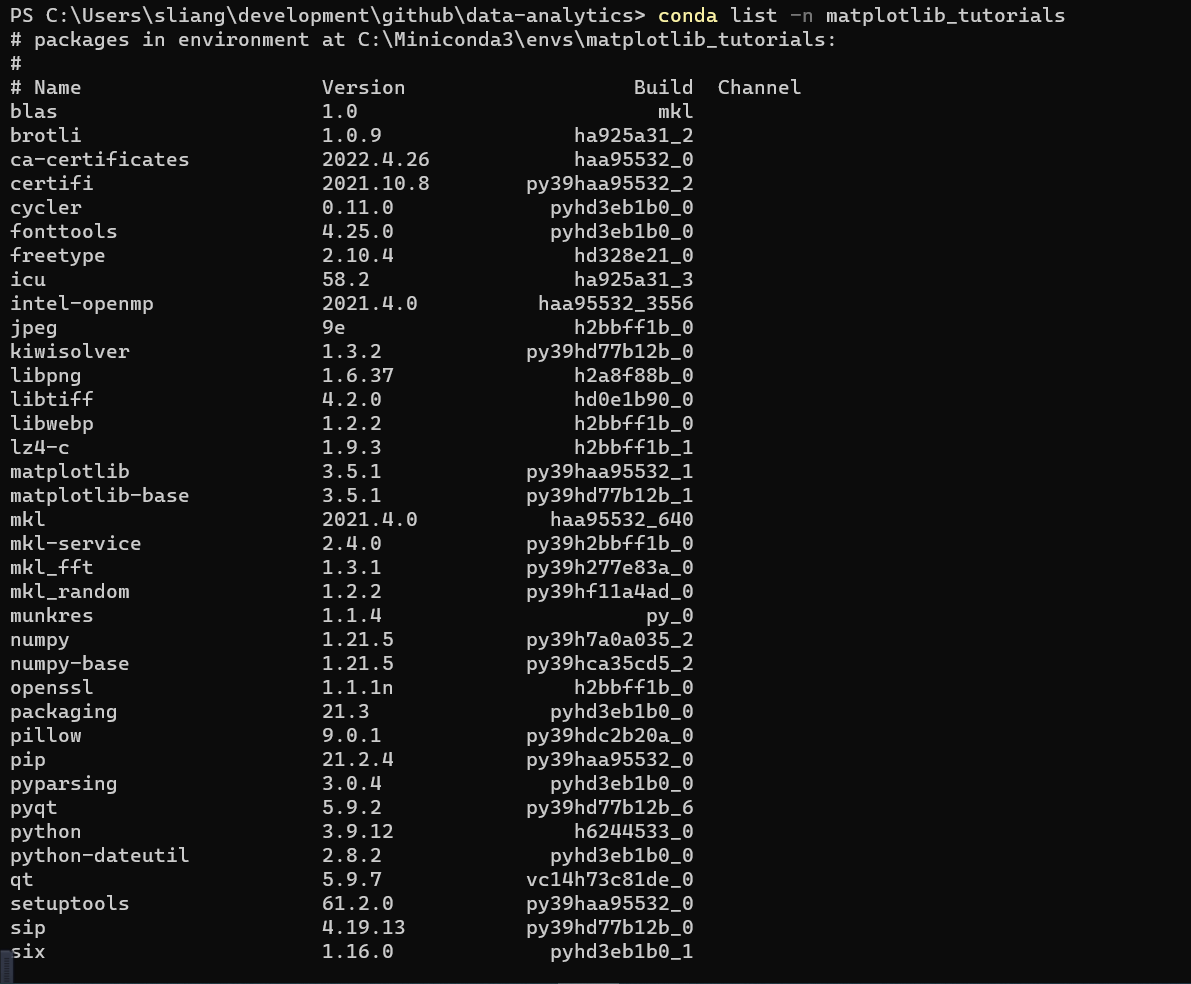 PS C:\Users\sliang\development\github\data-analytics> conda list -n matplotlib_tutorials
# packages in environment at C:\Miniconda3\envs\matplotlib_tutorials:
#
# Name                    Version                   Build  Channel
blas                      1.0                         mkl
brotli                    1.0.9                ha925a31_2
ca-certificates           2022.4.26            haa95532_0
certifi                   2021.10.8        py39haa95532_2
cycler                    0.11.0             pyhd3eb1b0_0
fonttools                 4.25.0             pyhd3eb1b0_0
freetype                  2.10.4               hd328e21_0
icu                       58.2                 ha925a31_3
intel-openmp              2021.4.0          haa95532_3556
jpeg                      9e                   h2bbff1b_0
kiwisolver                1.3.2            py39hd77b12b_0
libpng                    1.6.37               h2a8f88b_0
libtiff                   4.2.0                hd0e1b90_0
libwebp                   1.2.2                h2bbff1b_0
lz4-c                     1.9.3                h2bbff1b_1
matplotlib                3.5.1            py39haa95532_1
matplotlib-base           3.5.1            py39hd77b12b_1
mkl                       2021.4.0           haa95532_640
mkl-service               2.4.0            py39h2bbff1b_0
mkl_fft                   1.3.1            py39h277e83a_0
mkl_random                1.2.2            py39hf11a4ad_0
munkres                   1.1.4                      py_0
numpy                     1.21.5           py39h7a0a035_2
numpy-base                1.21.5           py39hca35cd5_2
openssl                   1.1.1n               h2bbff1b_0
packaging                 21.3               pyhd3eb1b0_0
pillow                    9.0.1            py39hdc2b20a_0
pip                       21.2.4           py39haa95532_0
pyparsing                 3.0.4              pyhd3eb1b0_0
pyqt                      5.9.2            py39hd77b12b_6
python                    3.9.12               h6244533_0
python-dateutil           2.8.2              pyhd3eb1b0_0
qt                        5.9.7            vc14h73c81de_0
setuptools                61.2.0           py39haa95532_0
sip                       4.19.13          py39hd77b12b_0
six                       1.16.0             pyhd3eb1b0_1